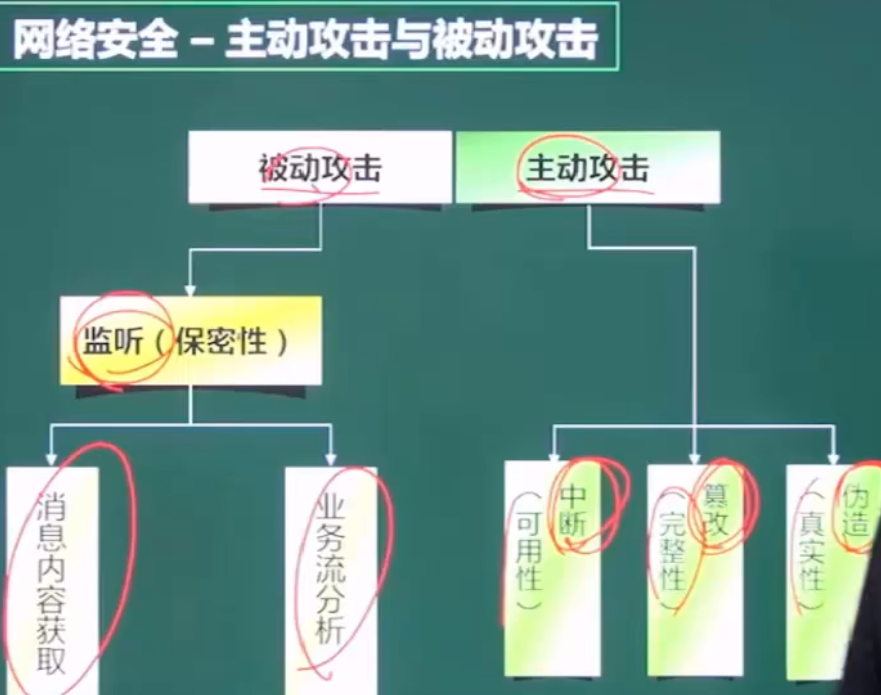 网络安全 – 主动攻击与被动攻击
被动攻击
主动攻击
监听（保密性）
消息内容获取
业务流分析
中断
（可用性）
篡改
（完整性）
伪造
（真实性）